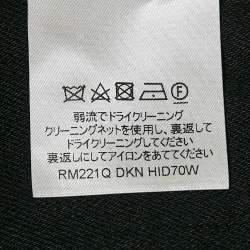 弱流でドライクリーニング
クリーニングネットを使用し、裏返して
ドライクリーニングしてください
裏返しにしてアイロンをあててください
RM221Q DKN HID70W